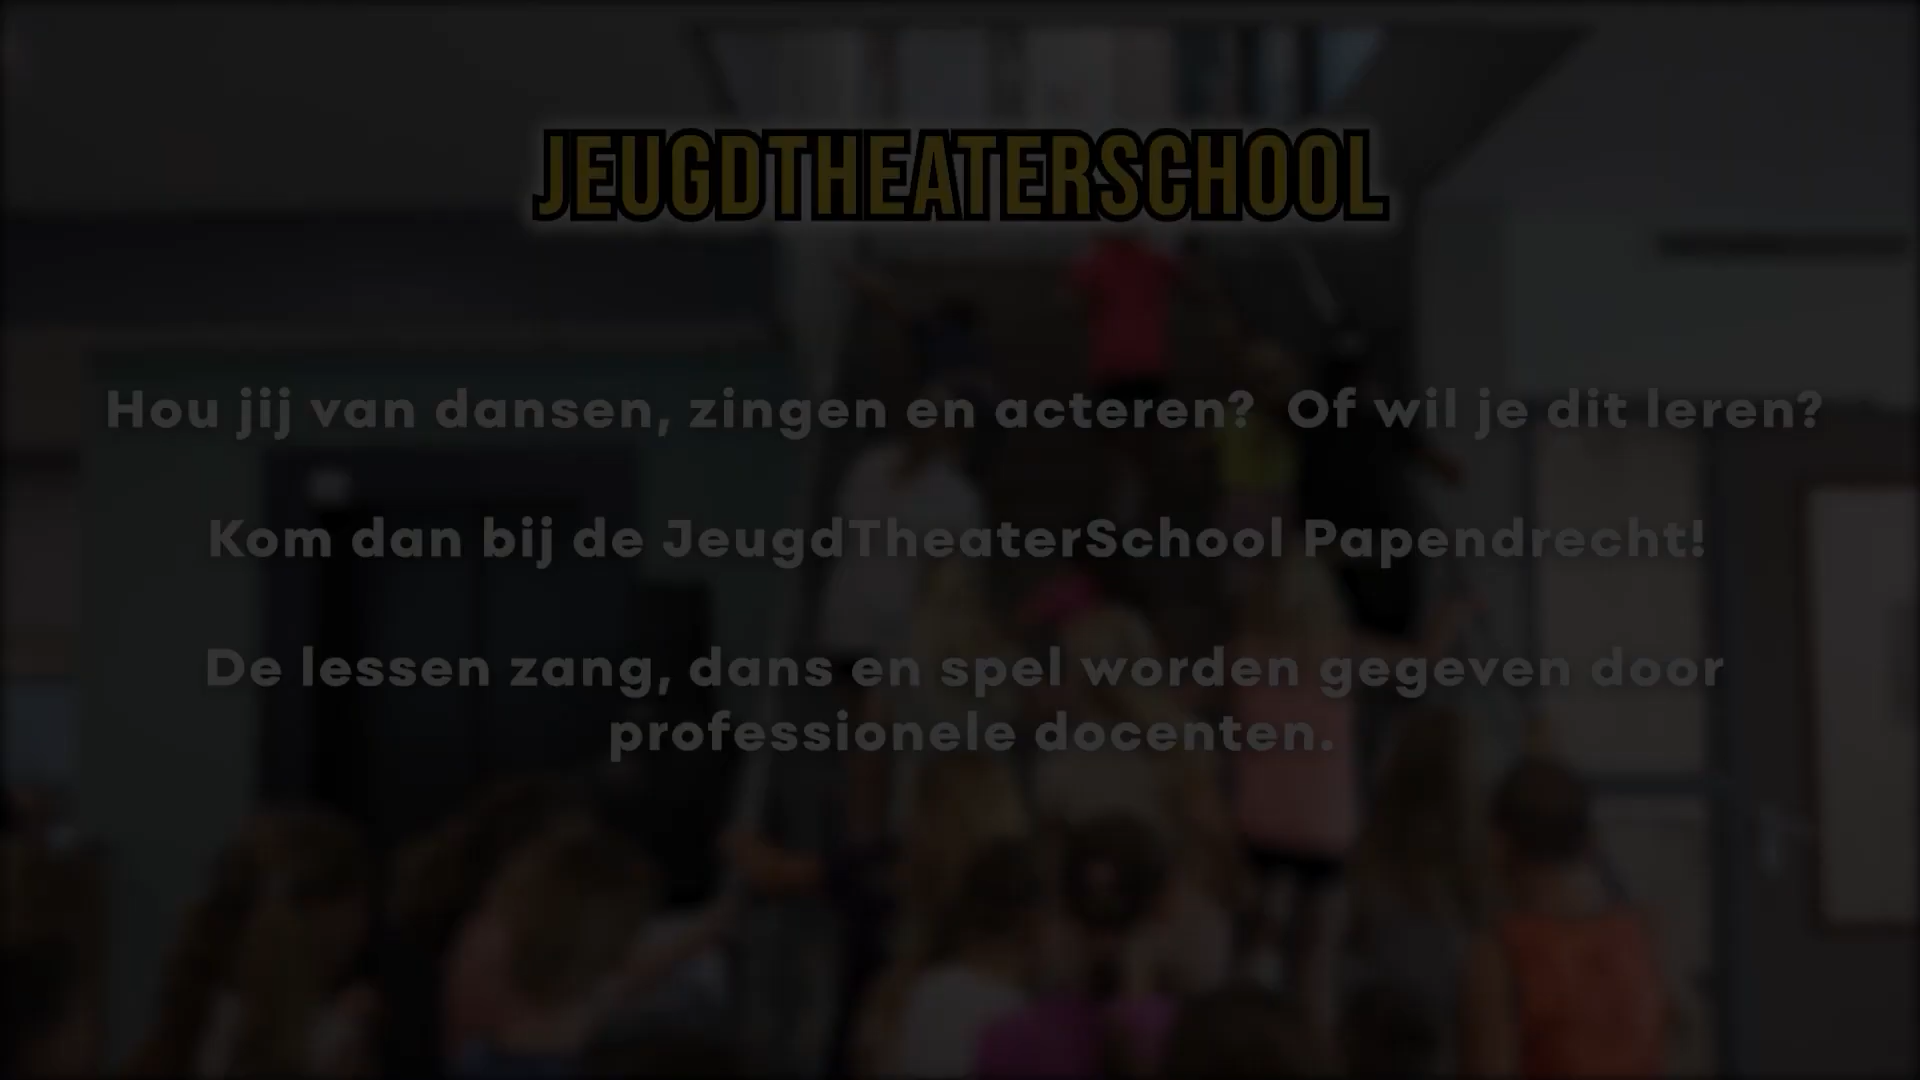 JEUGDTHEATERSCHOOL
Hou jij van dansen, zingen en acteren? Of wil je dit leren?
Kom dan bij de JeugdTheaterSchool Papendrecht!
De lessen zang, dans en spel worden gegeven door
professionele docenten.